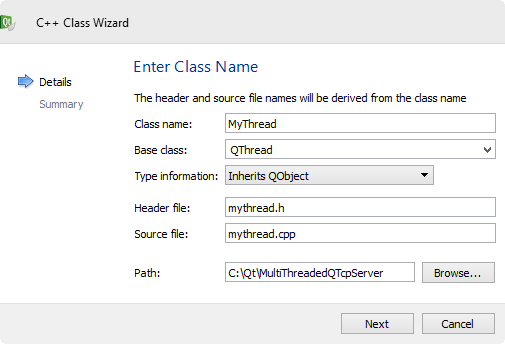 C++ Class Wizard
Details
Summary
Enter Class Name
The header and source file names will be derived from the class name
Class name: MyThread
Base class: QThread
Type information: Inherits QObject
Header file: mythread.h
Source file: mythread.cpp
Path: C:\Qt\MultiThreadedQTcpServer Browse...
Next Cancel